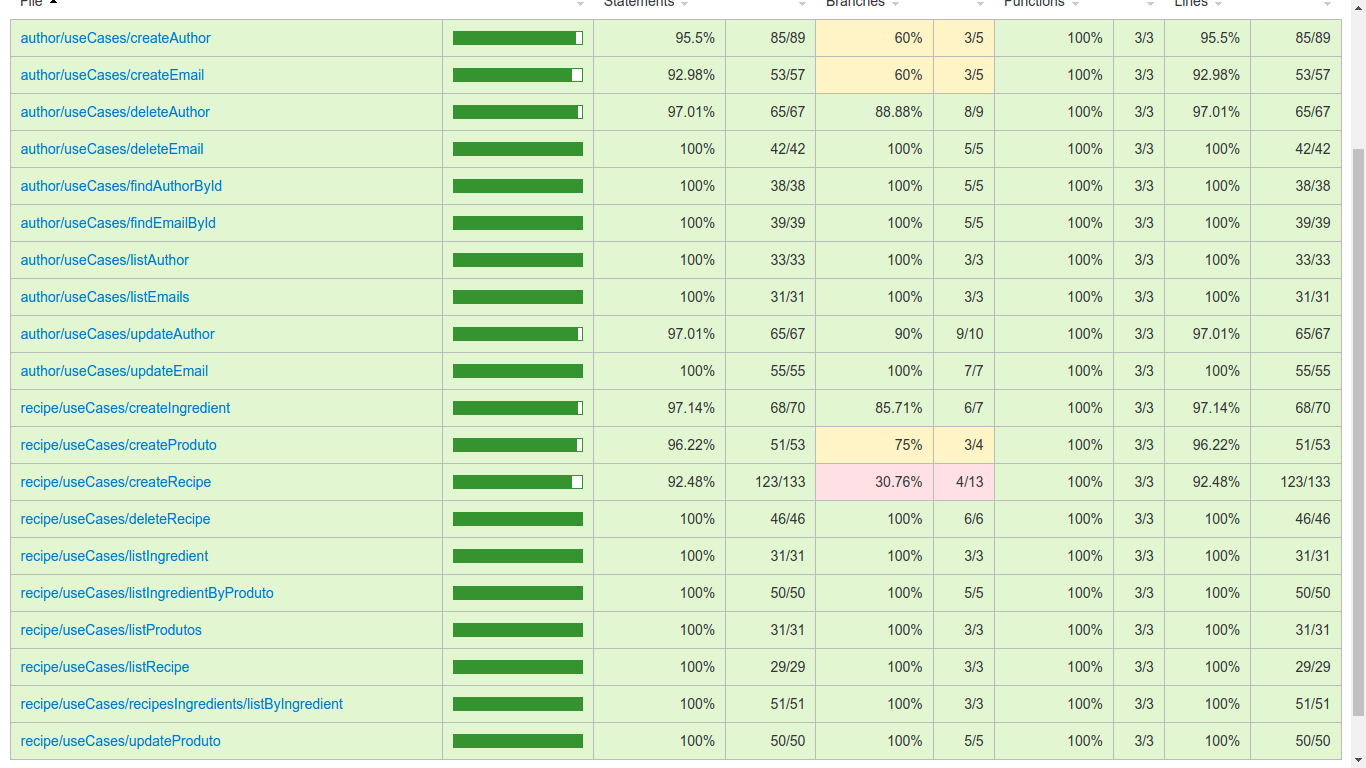 File Statements Branches Functions Lines
author/useCases/createAuthor 95.5% 85/89 60% 3/5 100% 3/3 95.5% 85/89
author/useCases/createEmail 92.98% 53/57 60% 3/5 100% 3/3 92.98% 53/57
author/useCases/deleteAuthor 97.01% 65/67 88.88% 8/9 100% 3/3 97.01% 65/67
author/useCases/deleteEmail 100% 42/42 100% 5/5 100% 3/3 100% 42/42
author/useCases/findAuthorById 100% 38/38 100% 5/5 100% 3/3 100% 38/38
author/useCases/findEmailById 100% 39/39 100% 5/5 100% 3/3 100% 39/39
author/useCases/listAuthor 100% 33/33 100% 3/3 100% 3/3 100% 33/33
author/useCases/listEmails 100% 31/31 100% 3/3 100% 3/3 100% 31/31
author/useCases/updateAuthor 97.01% 65/67 90% 9/10 100% 3/3 97.01% 65/67
author/useCases/updateEmail 100% 55/55 100% 7/7 100% 3/3 100% 55/55
recipe/useCases/createIngredient 97.14% 68/70 85.71% 6/7 100% 3/3 97.14% 68/70
recipe/useCases/createProduto 96.22% 51/53 75% 3/4 100% 3/3 96.22% 51/53
recipe/useCases/createRecipe 92.48% 123/133 30.76% 4/13 100% 3/3 92.48% 123/133
recipe/useCases/deleteRecipe 100% 46/46 100% 6/6 100% 3/3 100% 46/46
recipe/useCases/listIngredient 100% 31/31 100% 3/3 100% 3/3 100% 31/31
recipe/useCases/listIngredientByProduto 100% 50/50 100% 5/5 100% 3/3 100% 50/50
recipe/useCases/listProdutos 100% 31/31 100% 3/3 100% 3/3 100% 31/31
recipe/useCases/listRecipe 100% 29/29 100% 3/3 100% 3/3 100% 29/29
recipe/useCases/recipesIngredients/listByIngredient 100% 51/51 100% 3/3 100% 3/3 100% 51/51
recipe/useCases/updateProduto 100% 50/50 100% 5/5 100% 3/3 100% 50/50